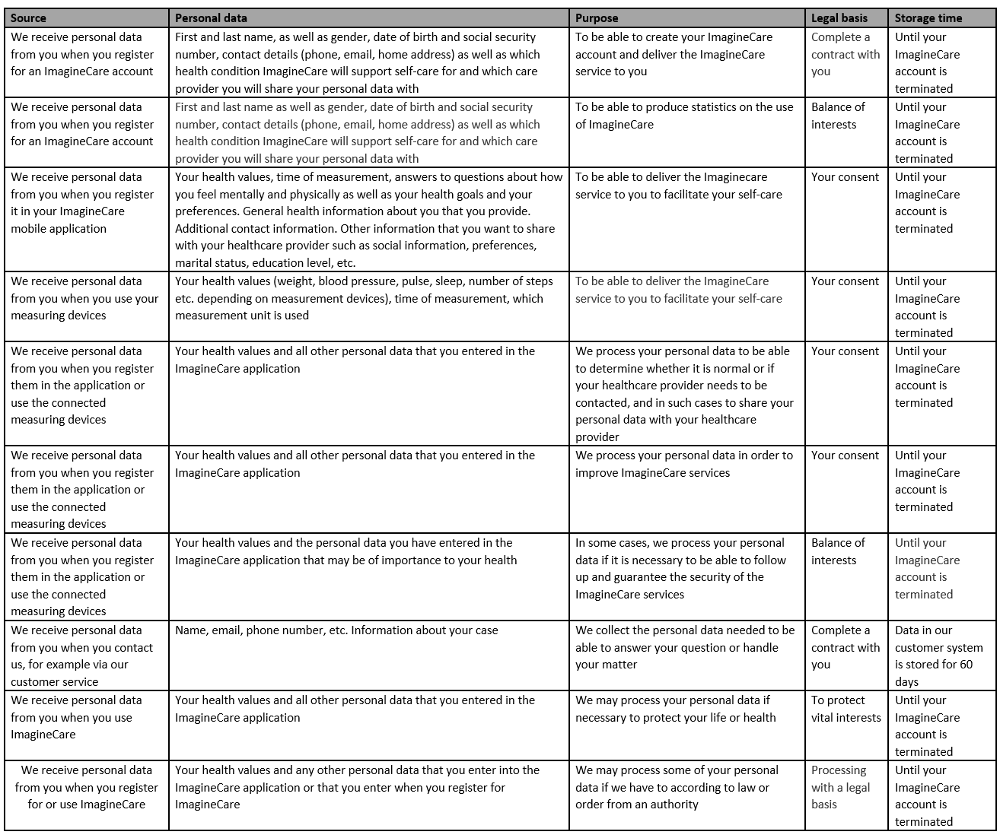 Source Personal data Purpose Legal basis Storage time
We receive personal data
from you when you register
for an ImagineCare account
First and last name, as well as gender, date of birth and social security
number, contact details (phone, email, home address) as well as which
health condition ImagineCare will support self-care for and which care
provider you will share your personal data with
To be able to create your ImagineCare
account and deliver the ImagineCare
service to you
Complete a
contract with
you
Until your
ImagineCare
account is
terminated
We receive personal data
from you when you register
for an ImagineCare account
First and last name as well as gender, date of birth and social security
number, contact details (phone, email, home address) as well as which
health condition ImagineCare will support self-care for and which care
provider you will share your personal data with
To be able to produce statistics on the use
of ImagineCare
Balance of
interests
Until your
ImagineCare
account is
terminated
We receive personal data
from you when you register
it in your ImagineCare
mobile application
Your health values, time of measurement, answers to questions about how
you feel mentally and physically as well as your health goals and your
preferences. General health information about you that you provide.
Additional contact information. Other information that you want to share
with your healthcare provider such as social information, preferences,
marital status, education level, etc.
To be able to deliver the Imaginecare
service to you to facilitate your self-care
Your consent
Until your
ImagineCare
account is
terminated
We receive personal data
from you when you use your
measuring devices
Your health values (weight, blood pressure, pulse, sleep, number of steps
etc. depending on measurement devices), time of measurement, which
measurement unit is used
To be able to deliver the ImagineCare
service to you to facilitate your self-care
Your consent
Until your
ImagineCare
account is
terminated
We receive personal data
from you when you register
them in the application or
use the connected
measuring devices
Your health values and all other personal data that you entered in the
ImagineCare application
We process your personal data to be able
to determine whether it is normal or if
your healthcare provider needs to be
contacted, and in such cases to share your
personal data with your healthcare
provider
Your consent
Until your
ImagineCare
account is
terminated
We receive personal data
from you when you register
them in the application or
use the connected
measuring devices
Your health values and all other personal data that you entered in the
ImagineCare application
We process your personal data in order to
improve ImagineCare services
Your consent
Until your
ImagineCare
account is
terminated
We receive personal data
from you when you register
them in the application or
use the connected
measuring devices
Your health values and the personal data you have entered in the
ImagineCare application that may be of importance to your health
In some cases, we process your personal
data if it is necessary to be able to follow
up and guarantee the security of the
ImagineCare services
Balance of
interests
Until your
ImagineCare
account is
terminated
We receive personal data
from you when you contact
us, for example via our
customer service
Name, email, phone number, etc. Information about your case
We collect the personal data needed to be
able to answer your question or handle
your matter
Complete a
contract with
you
Data in our
customer system
is stored for 60
days
We receive personal data
from you when you use
ImagineCare
Your health values and all other personal data that you entered in the
ImagineCare application
We may process your personal data if
necessary to protect your life or health
To protect
vital interests
Until your
ImagineCare
account is
terminated
We receive personal data
from you when you register
for or use ImagineCare
Your health values and any other personal data that you enter into the
ImagineCare application or that you enter when you register for
ImagineCare
We may process some of your personal
data if we have to according to law or
order from an authority
Processing
with a legal
basis
Until your
ImagineCare
account is
terminated